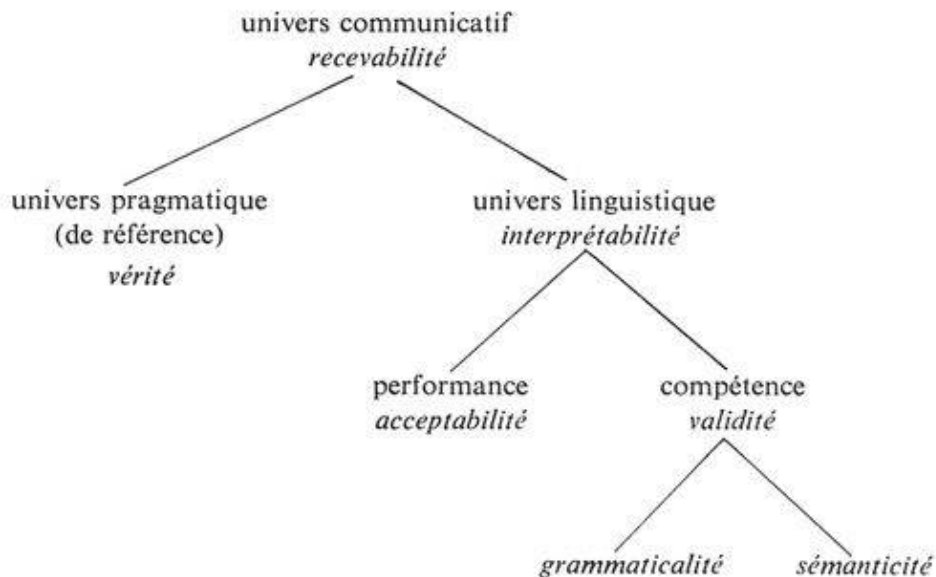 univers communicatif
recevabilité
univers pragmatique
(de référence)
vérité
univers linguistique
interprétabilité
performance
acceptabilité
compétence
validité
grammaticalité
sémanticité